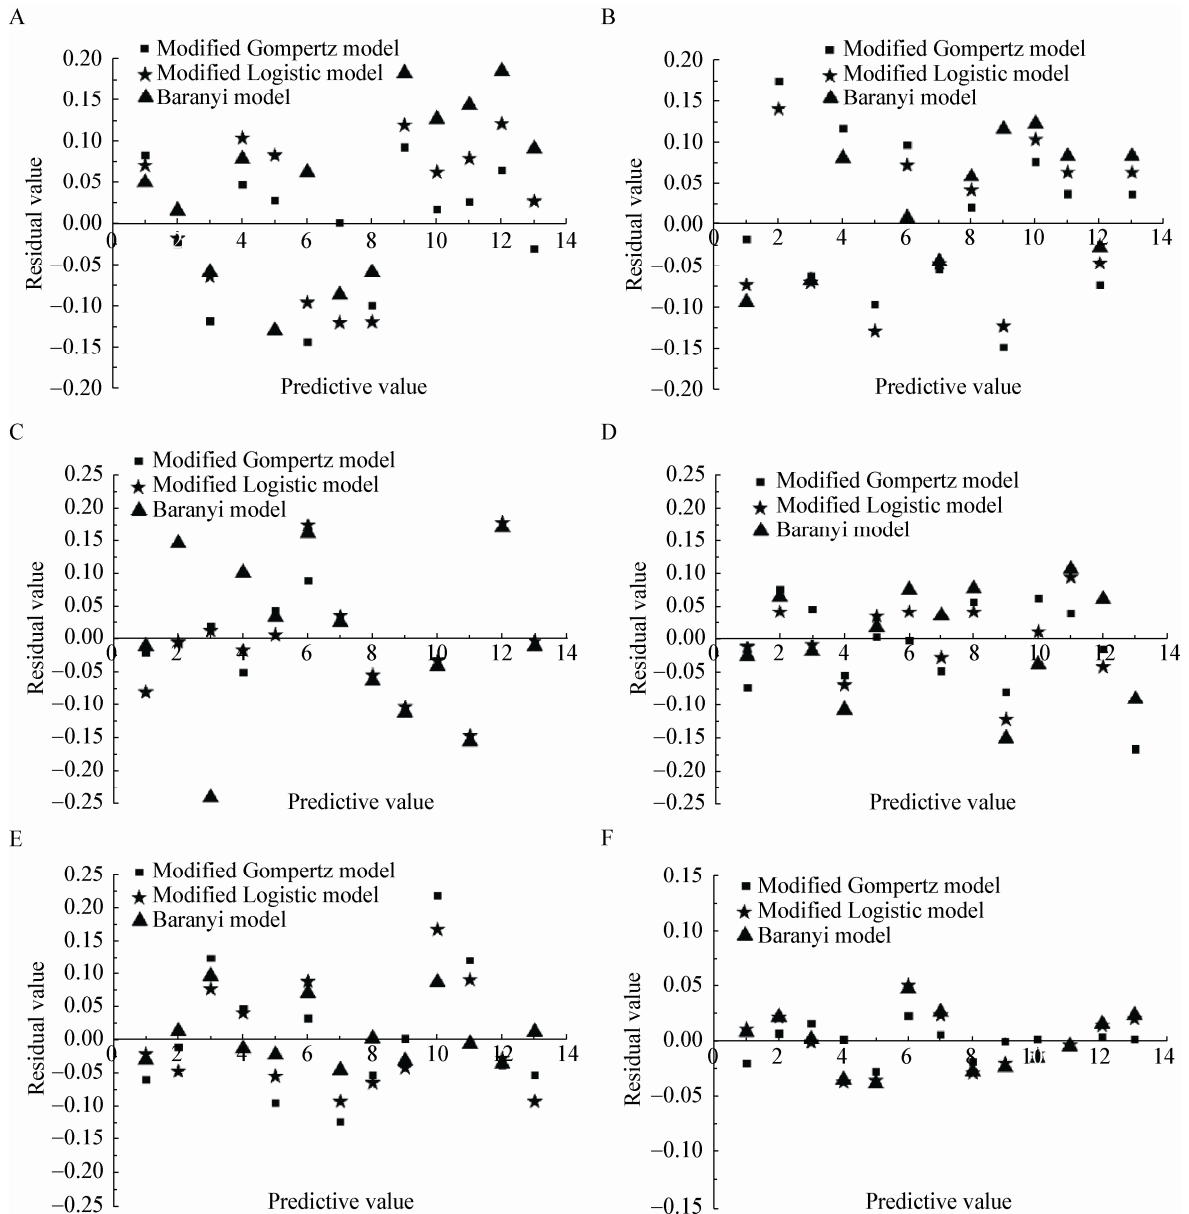 A
Modified Gompertz model
Modified Logistic model
Baranyi model
0.20
0.15
0.10
0.05
0.00
−0.05
−0.10
−0.15
−0.20
0 2 4 6 8 10 12 14
Residual value
Predictive value
B
Modified Gompertz model
Modified Logistic model
Baranyi model
0.20
0.15
0.10
0.05
0.00
−0.05
−0.10
−0.15
−0.20
0 2 4 6 8 10 12 14
Residual value
Predictive value
C
Modified Gompertz model
Modified Logistic model
Baranyi model
0.25
0.20
0.15
0.10
0.05
0.00
−0.05
−0.10
−0.15
−0.20
−0.25
0 2 4 6 8 10 12 14
Residual value
Predictive value
D
Modified Gompertz model
Modified Logistic model
Baranyi model
0.25
0.20
0.15
0.10
0.05
0.00
−0.05
−0.10
−0.15
−0.20
−0.25
0 2 4 6 8 10 12 14
Residual value
Predictive value
E
Modified Gompertz model
Modified Logistic model
Baranyi model
0.25
0.20
0.15
0.10
0.05
0.00
−0.05
−0.10
−0.15
−0.20
−0.25
0 2 4 6 8 10 12 14
Residual value
Predictive value
F
Modified Gompertz model
Modified Logistic model
Baranyi model
0.15
0.10
0.05
0.00
−0.05
−0.10
−0.15
0 2 4 6 8 10 12 14
Residual value
Predictive value